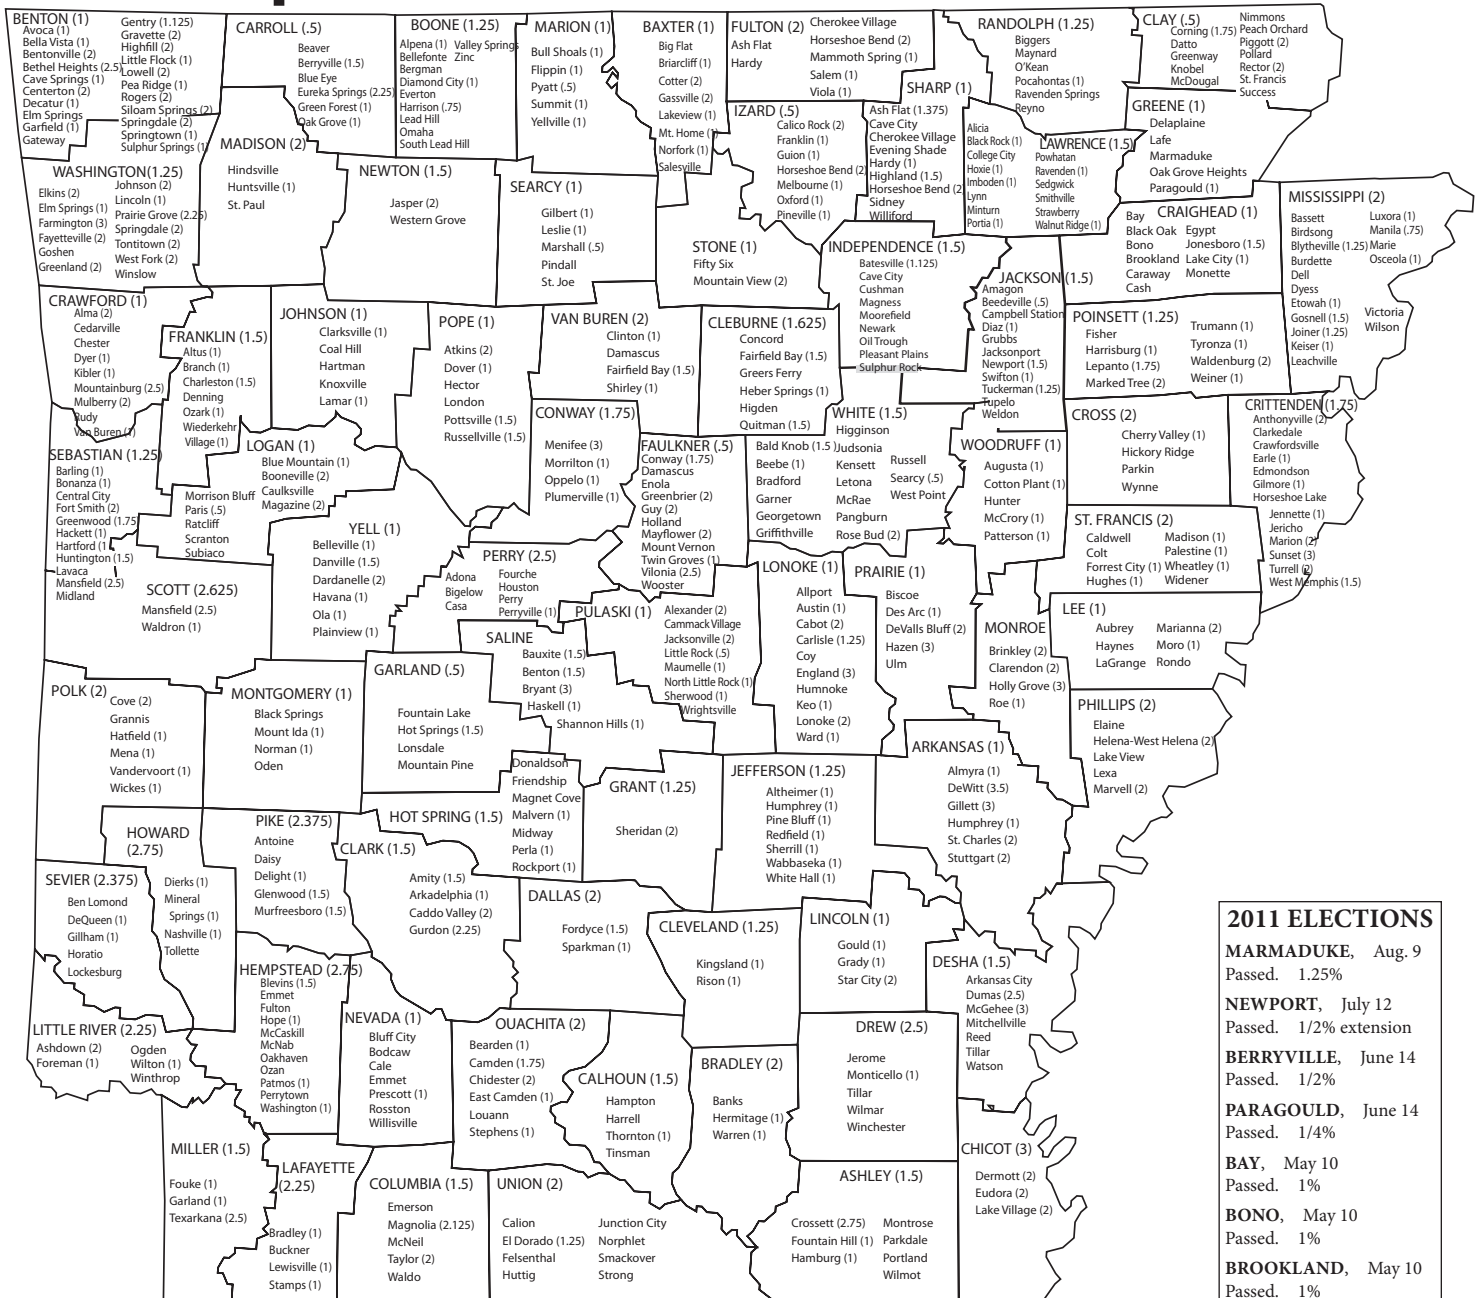 BENTON (1)
Avoca (1)
Bella Vista (1)
Bentonville (2)
Bethel Heights (2.5)
Cave Springs (1)
Centerton (2)
Decatur (1)
Elm Springs
Garfield (1)
Gateway
Gentry (1.125)
Gravette (2)
Highfill (2)
Little Flock (1)
Lowell (2)
Pea Ridge (1)
Rogers (2)
Siloam Springs (2)
Springdale (2)
Springtown (1)
Sulphur Springs (1)
CARROLL (.5)
Beaver
Berryville (1.5)
Blue Eye
Eureka Springs (2.25)
Green Forest (1)
Oak Grove (1)
BOONE (1.25)
Alpena (1)
Bellefonte
Bergman
Diamond City (1)
Everton
Harrison (.75)
Lead Hill
Omaha
South Lead Hill
Valley Springs
Zinc
MARION (1)
Bull Shoals (1)
Flippin (1)
Pyatt (.5)
Summit (1)
Yellville (1)
BAXTER (1)
Big Flat
Briarcliff (1)
Cotter (2)
Gassville (2)
Lakeview (1)
Mt. Home (1)
Norfork (1)
Salesville
FULTON (2)
Ash Flat
Hardy
Cherokee Village
Horseshoe Bend (2)
Mammoth Spring (1)
Salem (1)
Viola (1)
SHARP (1)
Ash Flat (1.375)
Cave City
Cherokee Village
Evening Shade
Hardy (1)
Highland (1.5)
Horseshoe Bend (2)
Sidney
Williford
RANDOLPH (1.25)
Biggers
Maynard
O'Kean
Pocahontas (1)
Ravenden Springs
Reyno
CLAY (.5)
Corning (1.75)
Datto
Greenway
Knobel
McDougal
Nimmons
Peach Orchard
Piggott (2)
Pollard
Rector (2)
St. Francis
Success
GREENE (1)
Delaplaine
Lafe
Marmaduke
Oak Grove Heights
Paragould (1)
IZARD (.5)
Calico Rock (2)
Franklin (1)
Guion (1)
Horseshoe Bend (2)
Melbourne (1)
Oxford (1)
Pineville (1)
LAWRENCE (1.5)
Alicia
Black Rock (1)
College City
Hoxie (1)
Imboden (1)
Lynn
Minturn
Portia (1)
Powhatan
Ravenden (1)
Sedgwick
Smithville
Strawberry
Walnut Ridge (1)
MADISON (2)
Hindsville
Huntsville (1)
St. Paul
WASHINGTON(1.25)
Elkins (2)
Elm Springs (1)
Farmington (3)
Fayetteville (2)
Goshen
Greenland (2)
Johnson (2)
Lincoln (1)
Prairie Grove (2.25)
Springdale (2)
Tontitown (2)
West Fork (2)
Winslow
NEWTON (1.5)
Jasper (2)
Western Grove
SEARCY (1)
Gilbert (1)
Leslie (1)
Marshall (.5)
Pindall
St. Joe
STONE (1)
Fifty Six
Mountain View (2)
INDEPENDENCE (1.5)
Batesville (1.125)
Cave City
Cushman
Magness
Moorefield
Newark
Oil Trough
Pleasant Plains
Sulphur Rock
CRAIGHEAD (1)
Bay
Black Oak
Bono
Brookland
Caraway
Cash
Egypt
Jonesboro (1.5)
Lake City (1)
Monette
MISSISSIPPI (2)
Bassett
Birdsong
Blytheville (1.25)
Burdette
Dell
Dyess
Etowah (1)
Gosnell (1.5)
Joiner (1.25)
Keiser (1)
Leachville
Luxora (1)
Manila (.75)
Marie
Osceola (1)
Victoria
Wilson
JACKSON (1.5)
Amagon
Beedeville (.5)
Campbell Station
Diaz (1)
Grubbs
Jacksonport
Newport (1.5)
Swifton (1)
Tuckerman (1.25)
Tupelo
Weldon
POINSETT (1.25)
Fisher
Harrisburg (1)
Lepanto (1.75)
Marked Tree (2)
Trumann (1)
Tyronza (1)
Waldenburg (2)
Weiner (1)
CRAWFORD (1)
Alma (2)
Cedarville
Chester
Dyer (1)
Kibler (1)
Mountainburg (2.5)
Mulberry (2)
Rudy
Van Buren (1)
FRANKLIN (1.5)
Altus (1)
Branch (1)
Charleston (1.5)
Denning
Ozark (1)
Wiederkehr
Village (1)
JOHNSON (1)
Clarksville (1)
Coal Hill
Hartman
Knoxville
Lamar (1)
POPE (1)
Atkins (2)
Dover (1)
Hector
London
Pottsville (1.5)
Russellville (1.5)
VAN BUREN (2)
Clinton (1)
Damascus
Fairfield Bay (1.5)
Shirley (1)
CLEBURNE (1.625)
Concord
Fairfield Bay (1.5)
Greers Ferry
Heber Springs (1)
Higden
Quitman (1.5)
WHITE (1.5)
Higginson
Bald Knob (1.5)
Beebe (1)
Bradford
Garner
Georgetown
Griffithville
Judsonia
Kensett
Letona
McRae
Pangburn
Rose Bud (2)
Russell
Searcy (.5)
West Point
WOODRUFF (1)
Augusta (1)
Cotton Plant (1)
Hunter
McCrory (1)
Patterson (1)
CROSS (2)
Cherry Valley (1)
Hickory Ridge
Parkin
Wynne
CRITTENDEN (1.75)
Anthonyville (2)
Clarkedale
Crawfordsville
Earle (1)
Edmondson
Gilmore (1)
Horseshoe Lake
Jennette (1)
Jericho
Marion (2)
Sunset (3)
Turrell (2)
West Memphis (1.5)
SEBASTIAN (1.25)
Barling (1)
Bonanza (1)
Central City
Fort Smith (2)
Greenwood (1.75)
Hackett (1)
Hartford (1)
Huntington (1.5)
Lavaca
Mansfield (2.5)
Midland
LOGAN (1)
Blue Mountain (1)
Booneville (2)
Caulksville
Magazine (2)
Morrison Bluff
Paris (.5)
Ratcliff
Scranton
Subiaco
CONWAY (1.75)
Menifee (3)
Morrilton (1)
Oppelo (1)
Plumerville (1)
FAULKNER (.5)
Conway (1.75)
Damascus
Enola
Greenbrier (2)
Guy (2)
Holland
Mayflower (2)
Mount Vernon
Twin Groves (1)
Vilonia (2.5)
Wooster
ST. FRANCIS (2)
Caldwell
Colt
Forrest City (1)
Hughes (1)
Madison (1)
Palestine (1)
Wheatley (1)
Widener
YELL (1)
Belleville (1)
Danville (1.5)
Dardanelle (2)
Havana (1)
Ola (1)
Plainview (1)
PERRY (2.5)
Adona
Bigelow
Casa
Fourche
Houston
Perry
Perryville (1)
SCOTT (2.625)
Mansfield (2.5)
Waldron (1)
PULASKI (1)
Alexander (2)
Cammack Village
Jacksonville (2)
Little Rock (.5)
Maumelle (1)
North Little Rock (1)
Sherwood (1)
Wrightsville
LONOKE (1)
Allport
Austin (1)
Cabot (2)
Carlisle (1.25)
Coy
England (3)
Humnoke
Keo (1)
Lonoke (2)
Ward (1)
PRAIRIE (1)
Biscoe
Des Arc (1)
DeValls Bluff (2)
Hazen (3)
Ulm
MONROE
Brinkley (2)
Clarendon (2)
Holly Grove (3)
Roe (1)
LEE (1)
Aubrey
Haynes
LaGrange
Marianna (2)
Moro (1)
Rondo
SALINE
Bauxite (1.5)
Benton (1.5)
Bryant (3)
Haskell (1)
Shannon Hills (1)
GARLAND (.5)
Fountain Lake
Hot Springs (1.5)
Lonsdale
Mountain Pine
POLK (2)
Cove (2)
Grannis
Hatfield (1)
Mena (1)
Vandervoort (1)
Wickes (1)
MONTGOMERY (1)
Black Springs
Mount Ida (1)
Norman (1)
Oden
PHILLIPS (2)
Elaine
Helena-West Helena (2)
Lake View
Lexa
Marvell (2)
ARKANSAS (1)
Almyra (1)
DeWitt (3.5)
Gillett (3)
Humphrey (1)
St. Charles (2)
Stuttgart (2)
HOT SPRING (1.5)
Donaldson
Friendship
Magnet Cove
Malvern (1)
Midway
Perla (1)
Rockport (1)
GRANT (1.25)
Sheridan (2)
JEFFERSON (1.25)
Altheimer (1)
Humphrey (1)
Pine Bluff (1)
Redfield (1)
Sherrill (1)
Wabbaseka (1)
White Hall (1)
HOWARD
(2.75)
Dierks (1)
Mineral
Springs (1)
Nashville (1)
Tollette
PIKE (2.375)
Antoine
Daisy
Delight (1)
Glenwood (1.5)
Murfreesboro (1.5)
CLARK (1.5)
Amity (1.5)
Arkadelphia (1)
Caddo Valley (2)
Gurdon (2.25)
SEVIER (2.375)
Ben Lomond
DeQueen (1)
Gillham (1)
Horatio
Lockesburg
DALLAS (2)
Fordyce (1.5)
Sparkman (1)
CLEVELAND (1.25)
Kingsland (1)
Rison (1)
LINCOLN (1)
Gould (1)
Grady (1)
Star City (2)
DESHA (1.5)
Arkansas City
Dumas (2.5)
McGehee (3)
Mitchellville
Reed
Tillar
Watson
LITTLE RIVER (2.25)
Ashdown (2)
Foreman (1)
Ogden
Wilton (1)
Winthrop
HEMPSTEAD (2.75)
Blevins (1.5)
Emmet
Fulton
Hope (1)
McCaskill
McNab
Oakhaven
Ozan
Patmos (1)
Perrytown
Washington (1)
NEVADA (1)
Bluff City
Bodcaw
Cale
Emmet
Prescott (1)
Rosston
Willisville
OUACHITA (2)
Bearden (1)
Camden (1.75)
Chidester (2)
East Camden (1)
Louann
Stephens (1)
CALHOUN (1.5)
Hampton
Harrell
Thornton (1)
Tinsman
BRADLEY (2)
Banks
Hermitage (1)
Warren (1)
DREW (2.5)
Jerome
Monticello (1)
Tillar
Wilmar
Winchester
MILLER (1.5)
Fouke (1)
Garland (1)
Texarkana (2.5)
LAFAYETTE
(2.25)
Bradley (1)
Buckner
Lewisville (1)
Stamps (1)
COLUMBIA (1.5)
Emerson
Magnolia (2.125)
McNeil
Taylor (2)
Waldo
UNION (2)
Calion
El Dorado (1.25)
Felsenthal
Huttig
Junction City
Norphlet
Smackover
Strong
ASHLEY (1.5)
Crossett (2.75)
Fountain Hill (1)
Hamburg (1)
Montrose
Parkdale
Portland
Wilmot
CHICOT (3)
Dermott (2)
Eudora (2)
Lake Village (2)
2011 ELECTIONS
MARMADUKE, Aug. 9
Passed. 1.25%
NEWPORT, July 12
Passed. 1/2% extension
BERRYVILLE, June 14
Passed. 1/2%
PARAGOULD, June 14
Passed. 1/4%
BAY, May 10
Passed. 1%
BONO, May 10
Passed. 1%
BROOKLAND, May 10
Passed. 1%